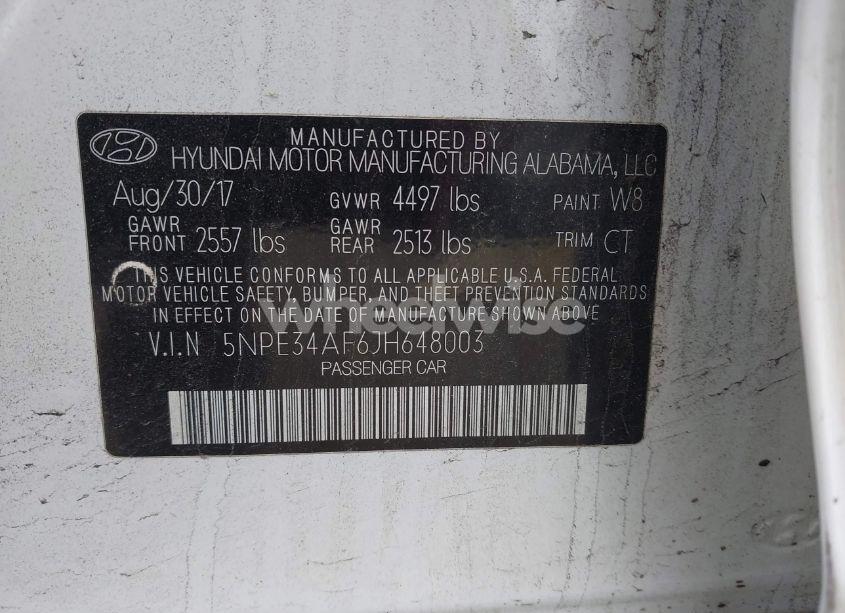 MANUFACTURED BY
HYUNDAI MOTOR MANUFACTURING ALABAMA, LLC
Aug/30/17 GVWR 4497 lbs PAINT W8
GAWR FRONT 2557 lbs GAWR REAR 2513 lbs TRIM CT
THIS VEHICLE CONFORMS TO ALL APPLICABLE U.S.A. FEDERAL
MOTOR VEHICLE SAFETY, BUMPER, AND THEFT PREVENTION STANDARDS
IN EFFECT ON THE DATE OF MANUFACTURE SHOWN ABOVE.
wheelwise
V.I.N 5NPE34AF6JH648003
PASSENGER CAR